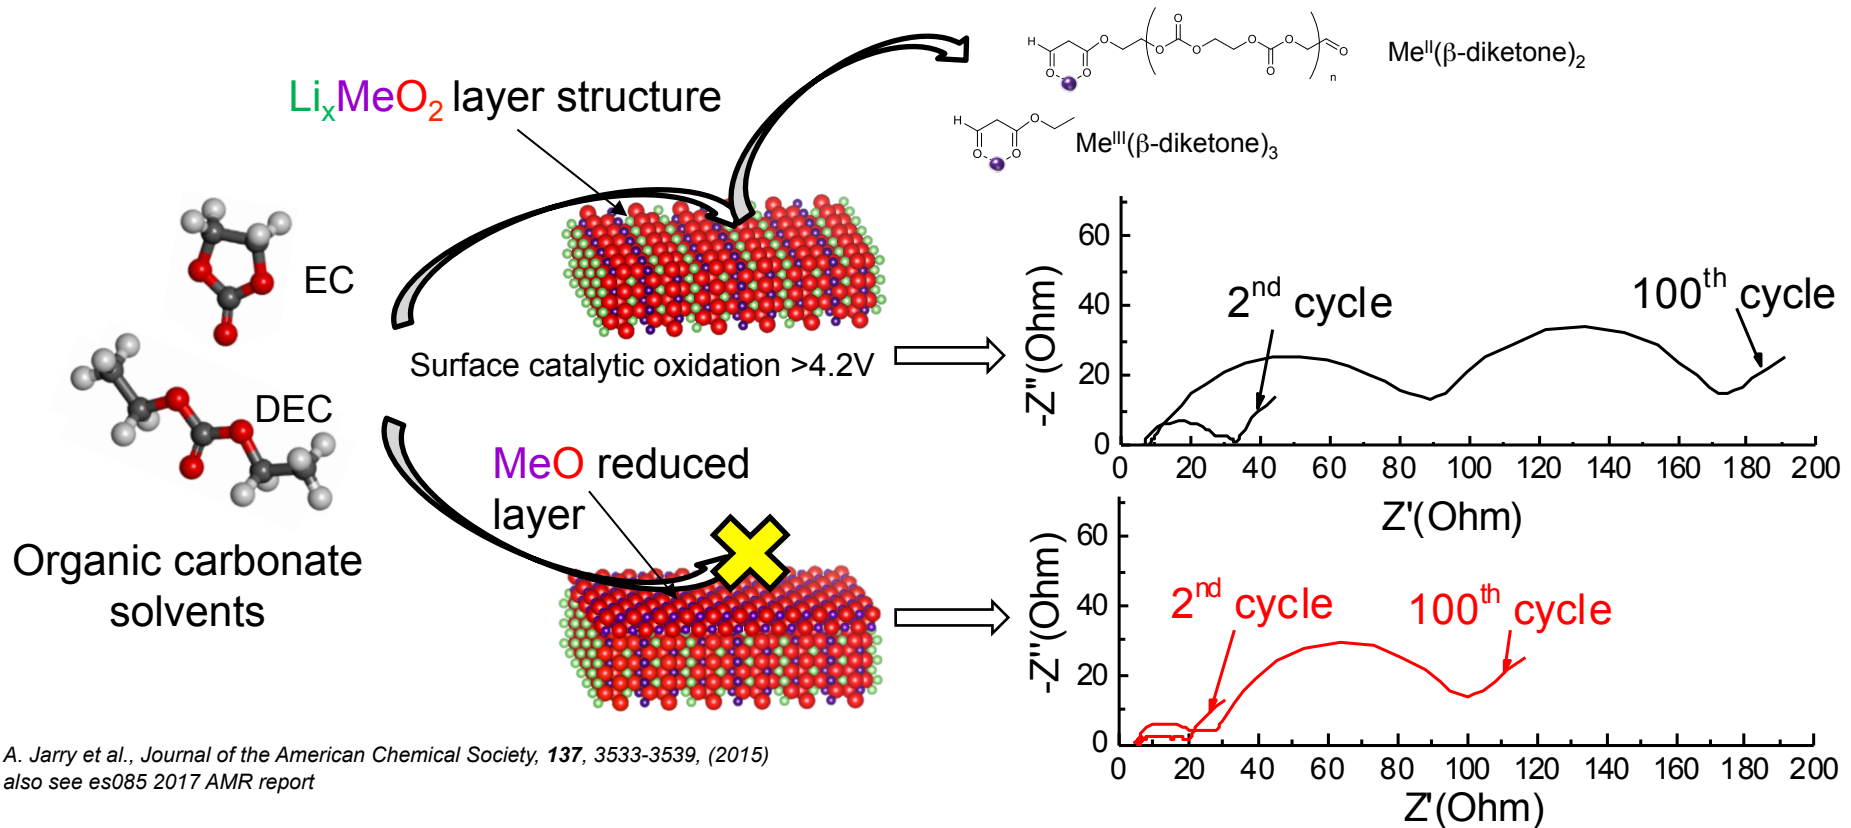 H
O
O
O
O
O
O
O
O
O
O
n
Me^II(β-diketone)₂
LiₓMeO₂ layer structure
H
O
O
O
Me^III(β-diketone)₃
EC
DEC
Organic carbonate
solvents
Surface catalytic oxidation >4.2V
MeO reduced
layer
60
40
20
0
-Z"(Ohm)
2nd cycle
100th cycle
0 20 40 60 80 100 120 140 160 180 200
Z'(Ohm)
60
40
20
0
-Z"(Ohm)
2nd cycle
100th cycle
0 20 40 60 80 100 120 140 160 180 200
Z'(Ohm)
A. Jarry et al., Journal of the American Chemical Society, 137, 3533-3539, (2015)
also see es085 2017 AMR report